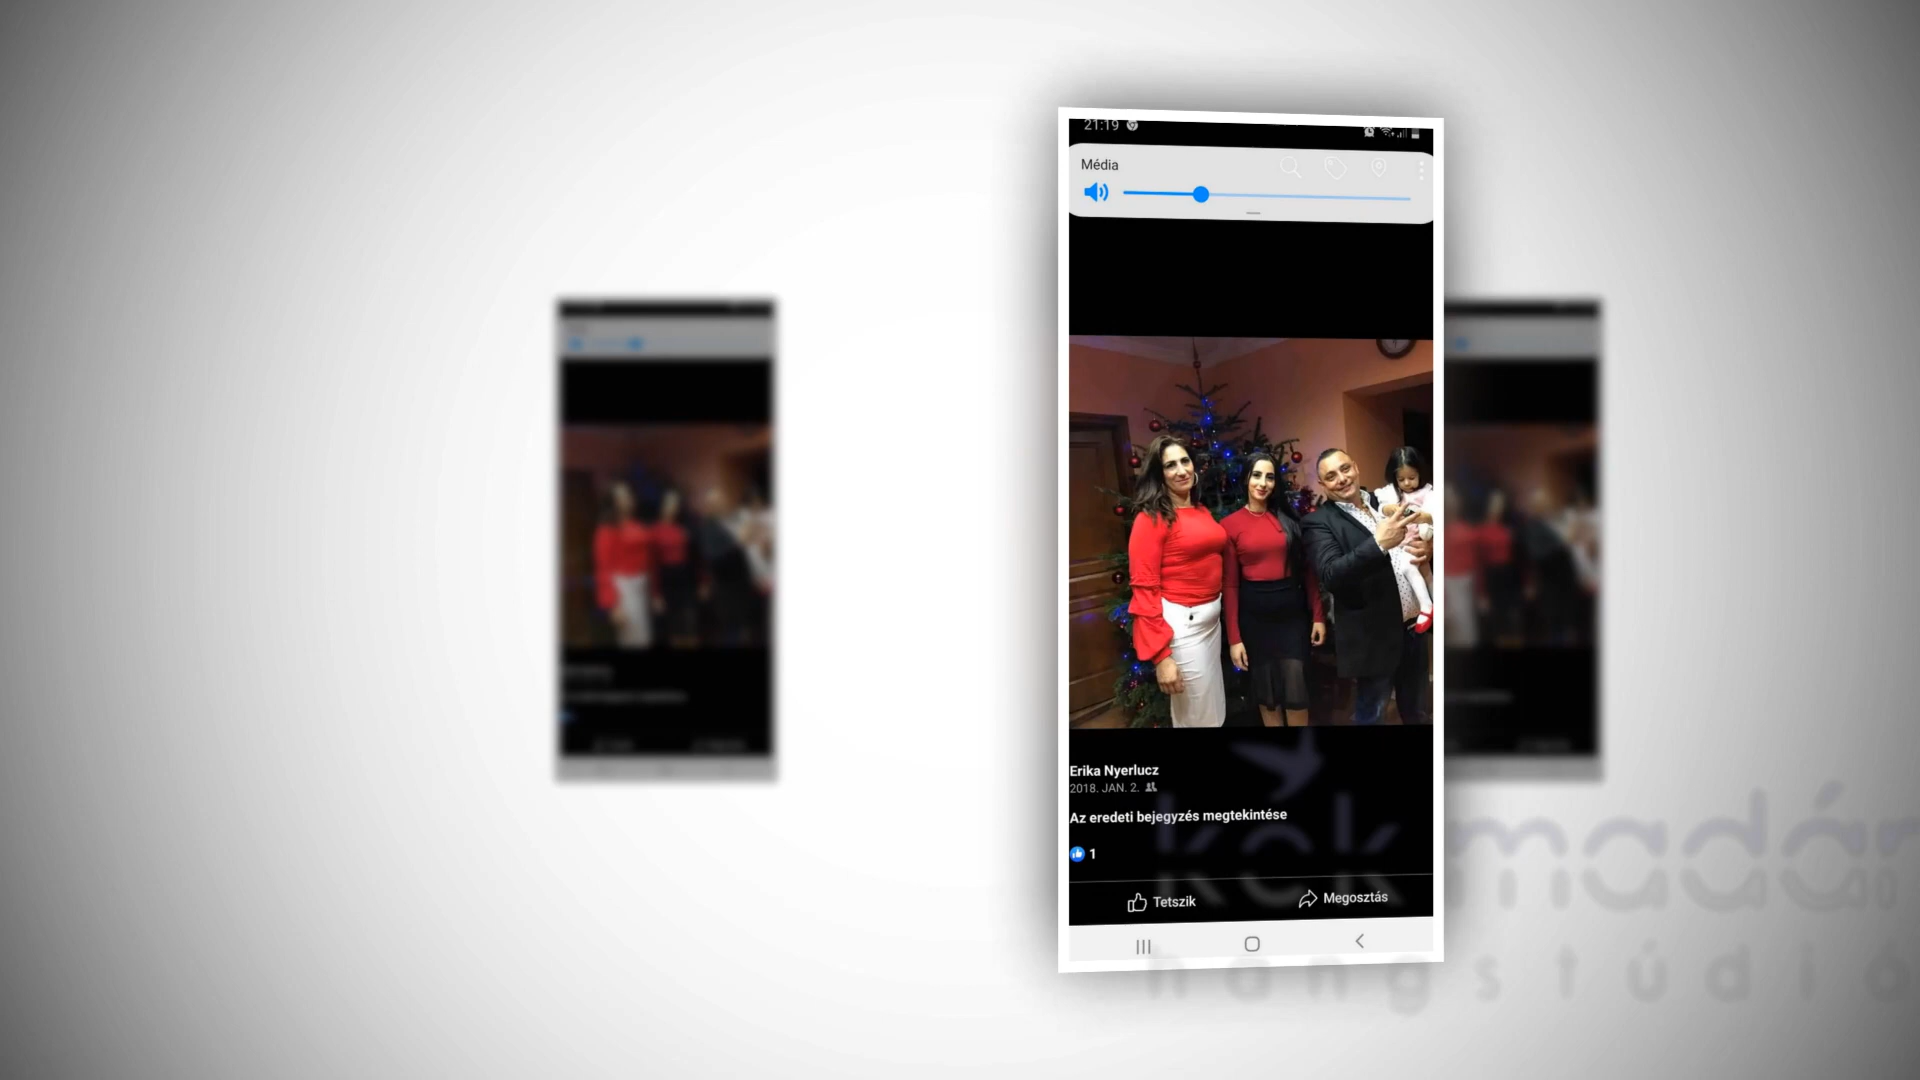 21:19
Média
Erika Nyerlucz
2018. JAN. 2.
Az eredeti bejegyzés megtekintése
1
Tetszik
Megosztás
kék madár
hangstúdió